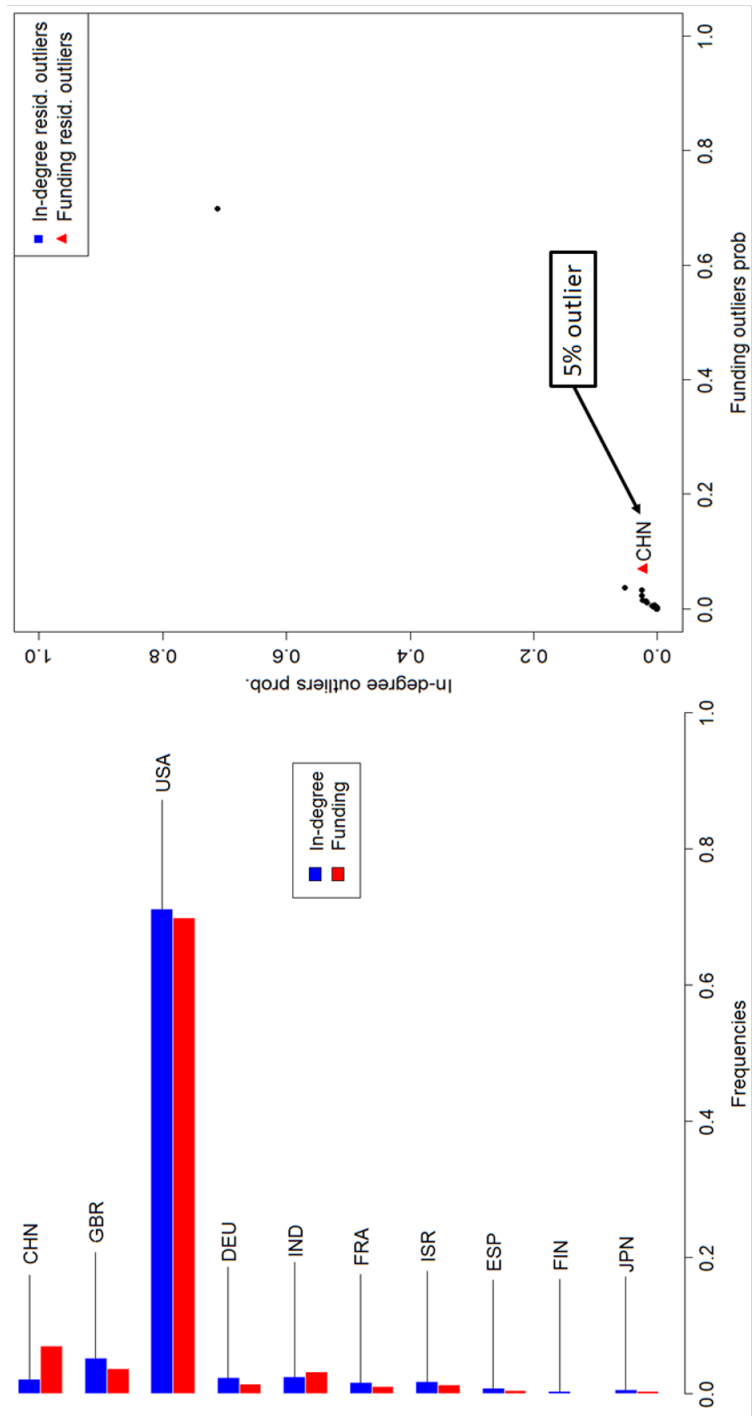 CHN
GBR
USA
DEU
IND
FRA
ISR
ESP
FIN
JPN
In-degree
Funding
0.0 0.2 0.4 0.6 0.8 1.0
Frequencies
In-degree resid. outliers
Funding resid. outliers
1.0
0.8
0.6
0.4
0.2
0.0
In-degree outliers prob.
5% outlier
CHN
0.0 0.2 0.4 0.6 0.8 1.0
Funding outliers prob